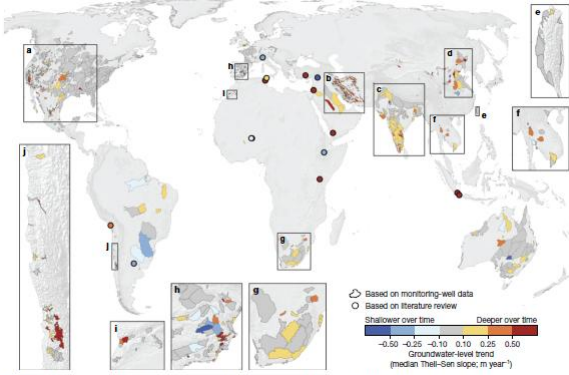 a
b
c
d
e
f
g
h
i
j
e
f
j
i
h
g
Based on monitoring-well data
Based on literature review
Shallower over time Deeper over time
−0.50 −0.25 −0.10 0.10 0.25 0.50
Groundwater-level trend
(median Theil–Sen slope; m year⁻¹)